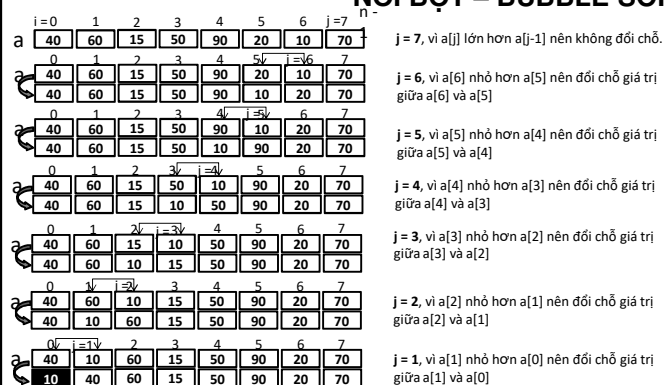 NỔI BỌT – BUBBLE SORT
i = 0 1 2 3 4 5 6 j =7 n - 1
a 40 60 15 50 90 20 10 70
j = 7, vì a[j] lớn hơn a[j-1] nên không đổi chỗ.
0 1 2 3 4 5 j = 6 7
a 40 60 15 50 90 20 10 70
40 60 15 50 90 10 20 70
j = 6, vì a[6] nhỏ hơn a[5] nên đổi chỗ giá trị
giữa a[6] và a[5]
0 1 2 3 4 j =5 6 7
a 40 60 15 50 90 10 20 70
40 60 15 50 10 90 20 70
j = 5, vì a[5] nhỏ hơn a[4] nên đổi chỗ giá trị
giữa a[5] và a[4]
0 1 2 3 j =4 5 6 7
a 40 60 15 50 10 90 20 70
40 60 15 10 50 90 20 70
j = 4, vì a[4] nhỏ hơn a[3] nên đổi chỗ giá trị
giữa a[4] và a[3]
0 1 2 j =3 4 5 6 7
a 40 60 15 10 50 90 20 70
40 60 10 15 50 90 20 70
j = 3, vì a[3] nhỏ hơn a[2] nên đổi chỗ giá trị
giữa a[3] và a[2]
0 1 j =2 3 4 5 6 7
a 40 60 10 15 50 90 20 70
40 10 60 15 50 90 20 70
j = 2, vì a[2] nhỏ hơn a[1] nên đổi chỗ giá trị
giữa a[2] và a[1]
0 j =1 2 3 4 5 6 7
a 40 10 60 15 50 90 20 70
10 40 60 15 50 90 20 70
j = 1, vì a[1] nhỏ hơn a[0] nên đổi chỗ giá trị
giữa a[1] và a[0]